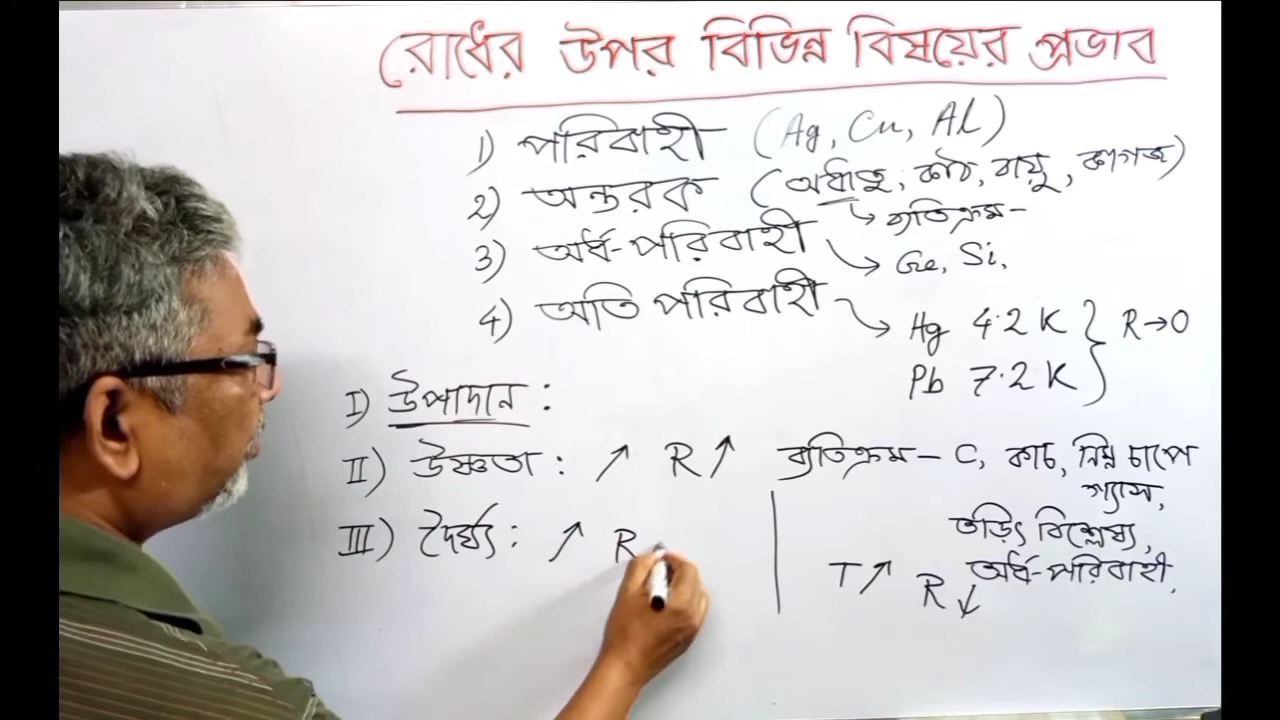 রোধের উপর বিভিন্ন বিষয়ের প্রভাব
1) পরিবাহী (Ag, Cu, Al)
2) অন্তরক (অধাতু, কাঠ, বায়ু, কাগজ)
↳ ব্যতিক্রম -
3) অর্ধ-পরিবাহী → Ge, Si,
4) অতি পরিবাহী → Hg 4.2 K } R→0
Pb 7.2 K
I) উপাদান :
II) উষ্ণতা : ↗ R ↗ ব্যতিক্রম - C, কাচ, নিম্ন চাপে
গ্যাস,
তড়িৎ বিশ্লেষ্য,
III) দৈর্ঘ্য : ↗ R
T↗ R↓ অর্ধ-পরিবাহী,